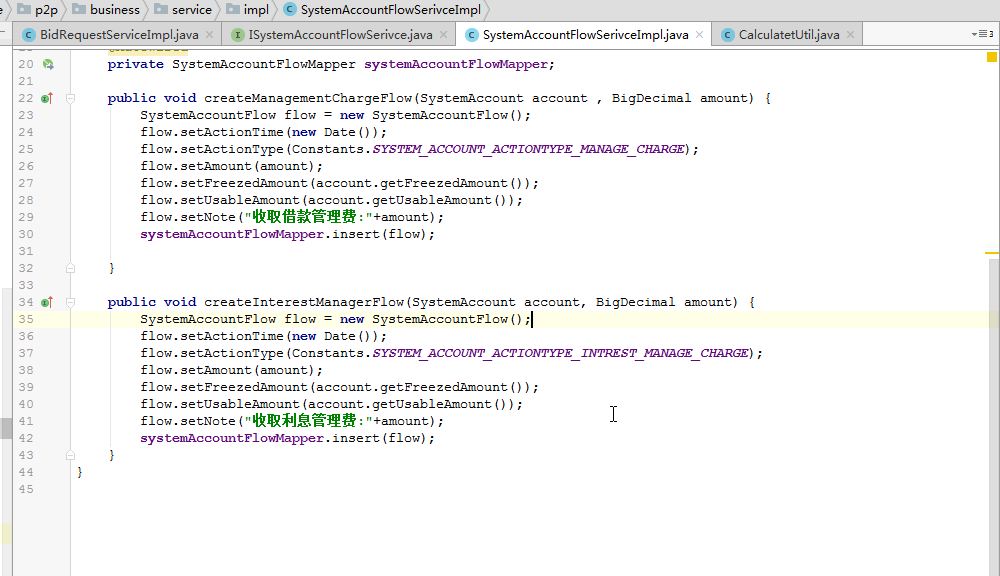 p2p business service impl SystemAccountFlowSerivceImpl
BidRequestServiceImpl.java ISystemAccountFlowSerivce.java SystemAccountFlowSerivceImpl.java CalculatetUtil.java
20 private SystemAccountFlowMapper systemAccountFlowMapper;
21
22 public void createManagementChargeFlow(SystemAccount account , BigDecimal amount) {
23 SystemAccountFlow flow = new SystemAccountFlow();
24 flow.setActionTime(new Date());
25 flow.setActionType(Constants.SYSTEM_ACCOUNT_ACTIONTYPE_MANAGE_CHARGE);
26 flow.setAmount(amount);
27 flow.setFreezedAmount(account.getFreezedAmount());
28 flow.setUsableAmount(account.getUsableAmount());
29 flow.setNote("收取借款管理费:"+amount);
30 systemAccountFlowMapper.insert(flow);
31
32 }
33
34 public void createInterestManagerFlow(SystemAccount account, BigDecimal amount) {
35 SystemAccountFlow flow = new SystemAccountFlow();
36 flow.setActionTime(new Date());
37 flow.setActionType(Constants.SYSTEM_ACCOUNT_ACTIONTYPE_INTREST_MANAGE_CHARGE);
38 flow.setAmount(amount);
39 flow.setFreezedAmount(account.getFreezedAmount());
40 flow.setUsableAmount(account.getUsableAmount());
41 flow.setNote("收取利息管理费:"+amount);
42 systemAccountFlowMapper.insert(flow);
43 }
44 }
45